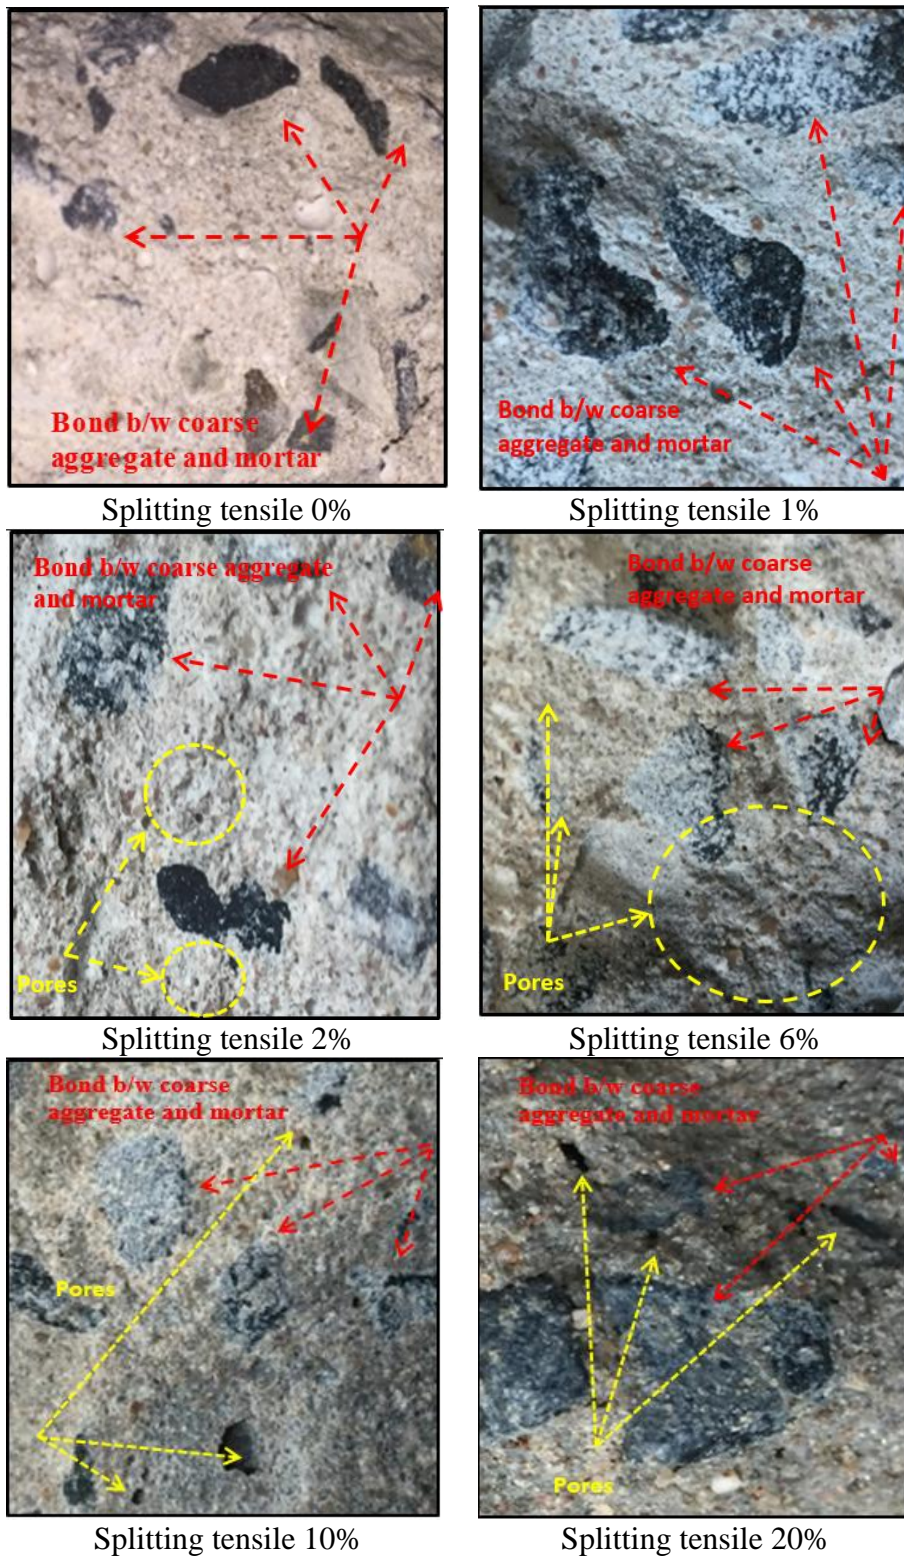 Bond b/w coarse
aggregate and mortar
Splitting tensile 0%
Bond b/w coarse
aggregate and mortar
Splitting tensile 1%
Bond b/w coarse aggregate
and mortar
Pores
Splitting tensile 2%
Bond b/w coarse
aggregate and mortar
Pores
Splitting tensile 6%
Bond b/w coarse
aggregate and mortar
Pores
Splitting tensile 10%
Bond b/w coarse
aggregate and mortar
Pores
Splitting tensile 20%